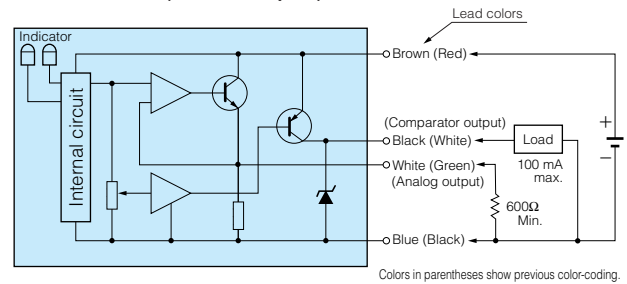 Lead colors
Indicator
Brown (Red)
Internal circuit
(Comparator output)
Black (White)
Load
+
−
100 mA
max.
White (Green)
(Analog output)
600Ω
Min.
Blue (Black)
Colors in parentheses show previous color-coding.